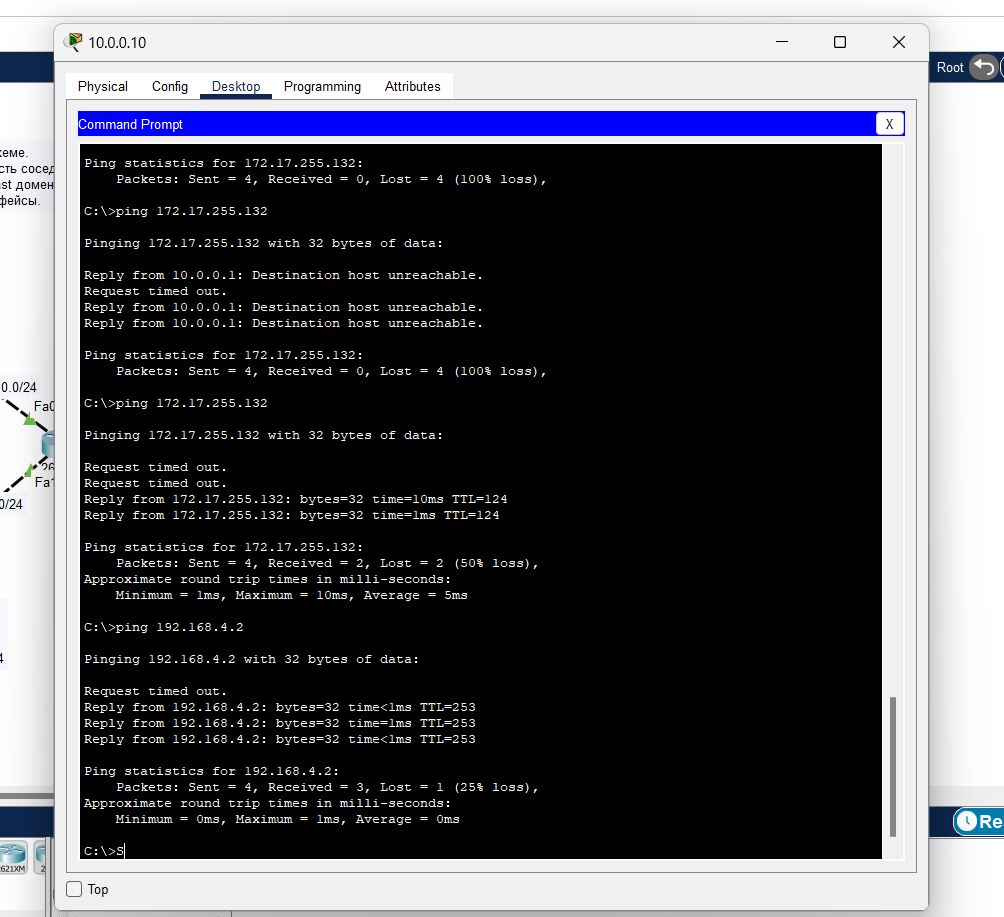 10.0.0.10
Root
Physical Config Desktop Programming Attributes
Command Prompt
X
Ping statistics for 172.17.255.132:
Packets: Sent = 4, Received = 0, Lost = 4 (100% loss),
C:\>ping 172.17.255.132
Pinging 172.17.255.132 with 32 bytes of data:
Reply from 10.0.0.1: Destination host unreachable.
Request timed out.
Reply from 10.0.0.1: Destination host unreachable.
Reply from 10.0.0.1: Destination host unreachable.
Ping statistics for 172.17.255.132:
Packets: Sent = 4, Received = 0, Lost = 4 (100% loss),
C:\>ping 172.17.255.132
Pinging 172.17.255.132 with 32 bytes of data:
Request timed out.
Request timed out.
Reply from 172.17.255.132: bytes=32 time=10ms TTL=124
Reply from 172.17.255.132: bytes=32 time=1ms TTL=124
Ping statistics for 172.17.255.132:
Packets: Sent = 4, Received = 2, Lost = 2 (50% loss),
Approximate round trip times in milli-seconds:
Minimum = 1ms, Maximum = 10ms, Average = 5ms
C:\>ping 192.168.4.2
Pinging 192.168.4.2 with 32 bytes of data:
Request timed out.
Reply from 192.168.4.2: bytes=32 time<1ms TTL=253
Reply from 192.168.4.2: bytes=32 time=1ms TTL=253
Reply from 192.168.4.2: bytes=32 time<1ms TTL=253
Ping statistics for 192.168.4.2:
Packets: Sent = 4, Received = 3, Lost = 1 (25% loss),
Approximate round trip times in milli-seconds:
Minimum = 0ms, Maximum = 1ms, Average = 0ms
C:\>S
Top
еме.
сть сосед
st домен
фейсы.
0.0/24
Fa0
26
Fa1
0/24
4
621XM
2
Re